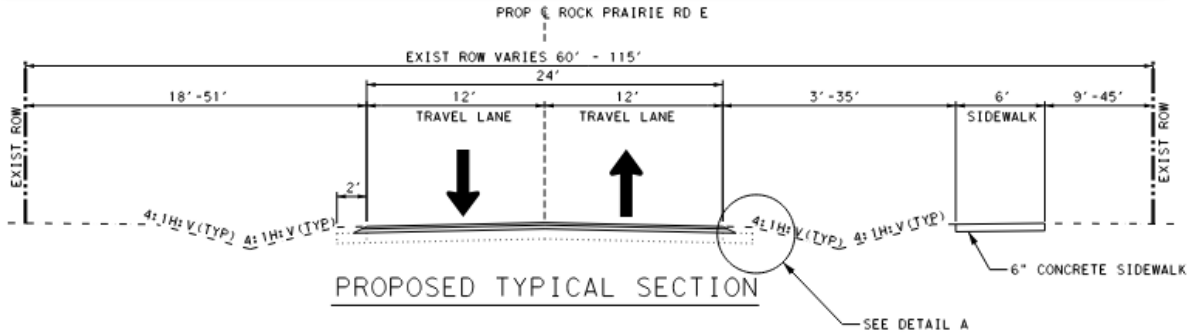 PROP ℄ ROCK PRAIRIE RD E
EXIST ROW VARIES 60' - 115'
24'
18'-51'
12'
12'
3'-35'
6'
9'-45'
TRAVEL LANE
TRAVEL LANE
SIDEWALK
EXIST ROW
EXIST ROW
2'
4:1H:V(TYP)
4:1H:V(TYP)
4:1H:V(TYP)
4:1H:V(TYP)
6" CONCRETE SIDEWALK
PROPOSED TYPICAL SECTION
SEE DETAIL A